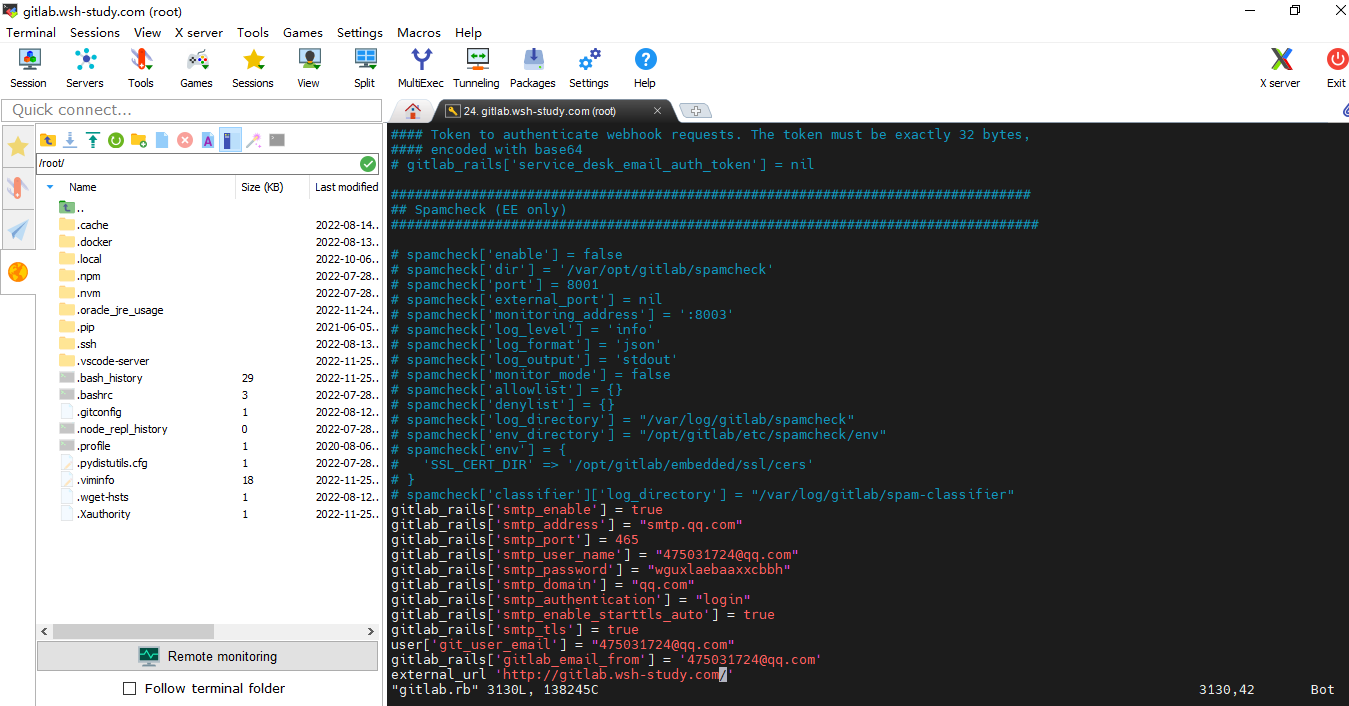 gitlab.wsh-study.com (root)
Terminal Sessions View X server Tools Games Settings Macros Help
Session Servers Tools Games Sessions View Split MultiExec Tunneling Packages Settings Help X server Exit
Quick connect...
24. gitlab.wsh-study.com (root)
/root/
Name Size (KB) Last modified
..
.cache 2022-08-14..
.docker 2022-08-13..
.local 2022-10-06..
.npm 2022-07-28..
.nvm 2022-07-28..
.oracle_jre_usage 2022-11-24..
.pip 2021-06-05..
.ssh 2022-08-13..
.vscode-server 2022-11-25..
.bash_history 29 2022-11-25..
.bashrc 3 2022-07-28..
.gitconfig 1 2022-08-12..
.node_repl_history 0 2022-07-28..
.profile 1 2020-08-06..
.pydistutils.cfg 1 2022-07-28..
.viminfo 18 2022-11-25..
.wget-hsts 1 2022-08-12..
.Xauthority 1 2022-11-25..
Remote monitoring
Follow terminal folder
#### Token to authenticate webhook requests. The token must be exactly 32 bytes,
#### encoded with base64
# gitlab_rails['service_desk_email_auth_token'] = nil
################################################################################
## Spamcheck (EE only)
#################################################################################
# spamcheck['enable'] = false
# spamcheck['dir'] = '/var/opt/gitlab/spamcheck'
# spamcheck['port'] = 8001
# spamcheck['external_port'] = nil
# spamcheck['monitoring_address'] = ':8003'
# spamcheck['log_level'] = 'info'
# spamcheck['log_format'] = 'json'
# spamcheck['log_output'] = 'stdout'
# spamcheck['monitor_mode'] = false
# spamcheck['allowlist'] = {}
# spamcheck['denylist'] = {}
# spamcheck['log_directory'] = "/var/log/gitlab/spamcheck"
# spamcheck['env_directory'] = "/opt/gitlab/etc/spamcheck/env"
# spamcheck['env'] = {
#   'SSL_CERT_DIR' => '/opt/gitlab/embedded/ssl/cers'
# }
# spamcheck['classifier']['log_directory'] = "/var/log/gitlab/spam-classifier"
gitlab_rails['smtp_enable'] = true
gitlab_rails['smtp_address'] = "smtp.qq.com"
gitlab_rails['smtp_port'] = 465
gitlab_rails['smtp_user_name'] = "475031724@qq.com"
gitlab_rails['smtp_password'] = "wguxlaebaaxxcbbh"
gitlab_rails['smtp_domain'] = "qq.com"
gitlab_rails['smtp_authentication'] = "login"
gitlab_rails['smtp_enable_starttls_auto'] = true
gitlab_rails['smtp_tls'] = true
user['git_user_email'] = "475031724@qq.com"
gitlab_rails['gitlab_email_from'] = '475031724@qq.com'
external_url 'http://gitlab.wsh-study.com/'
"gitlab.rb" 3130L, 138245C 3130,42 Bot